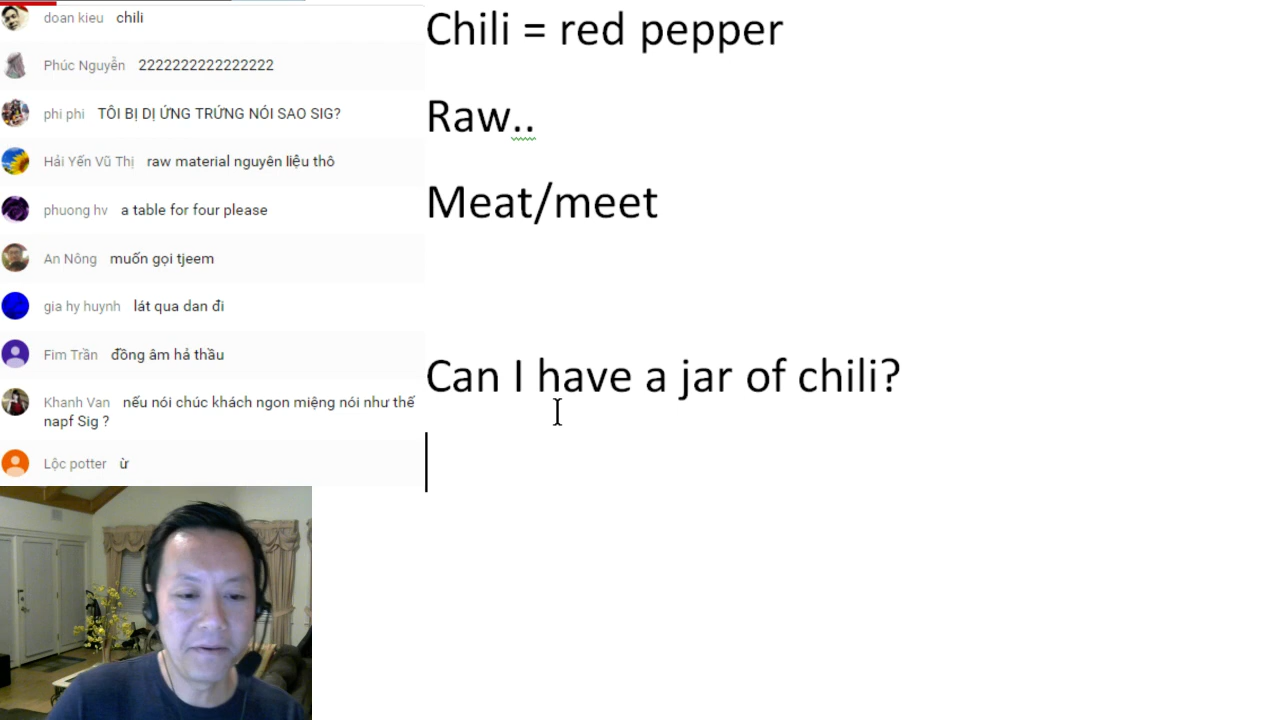 doan kieu chili
Phúc Nguyễn 2222222222222222
phi phi TÔI BỊ DỊ ỨNG TRỨNG NÓI SAO SIG?
Hải Yến Vũ Thị raw material nguyên liệu thô
phuong hv a table for four please
An Nông muốn gọi tjeem
gia hy huynh lát qua dan đi
Fim Trần đồng âm hả thầu
Khanh Van nếu nói chúc khách ngon miệng nói như thế
napf Sig ?
Lộc potter ừ
Chili = red pepper
Raw..
Meat/meet
Can I have a jar of chili?